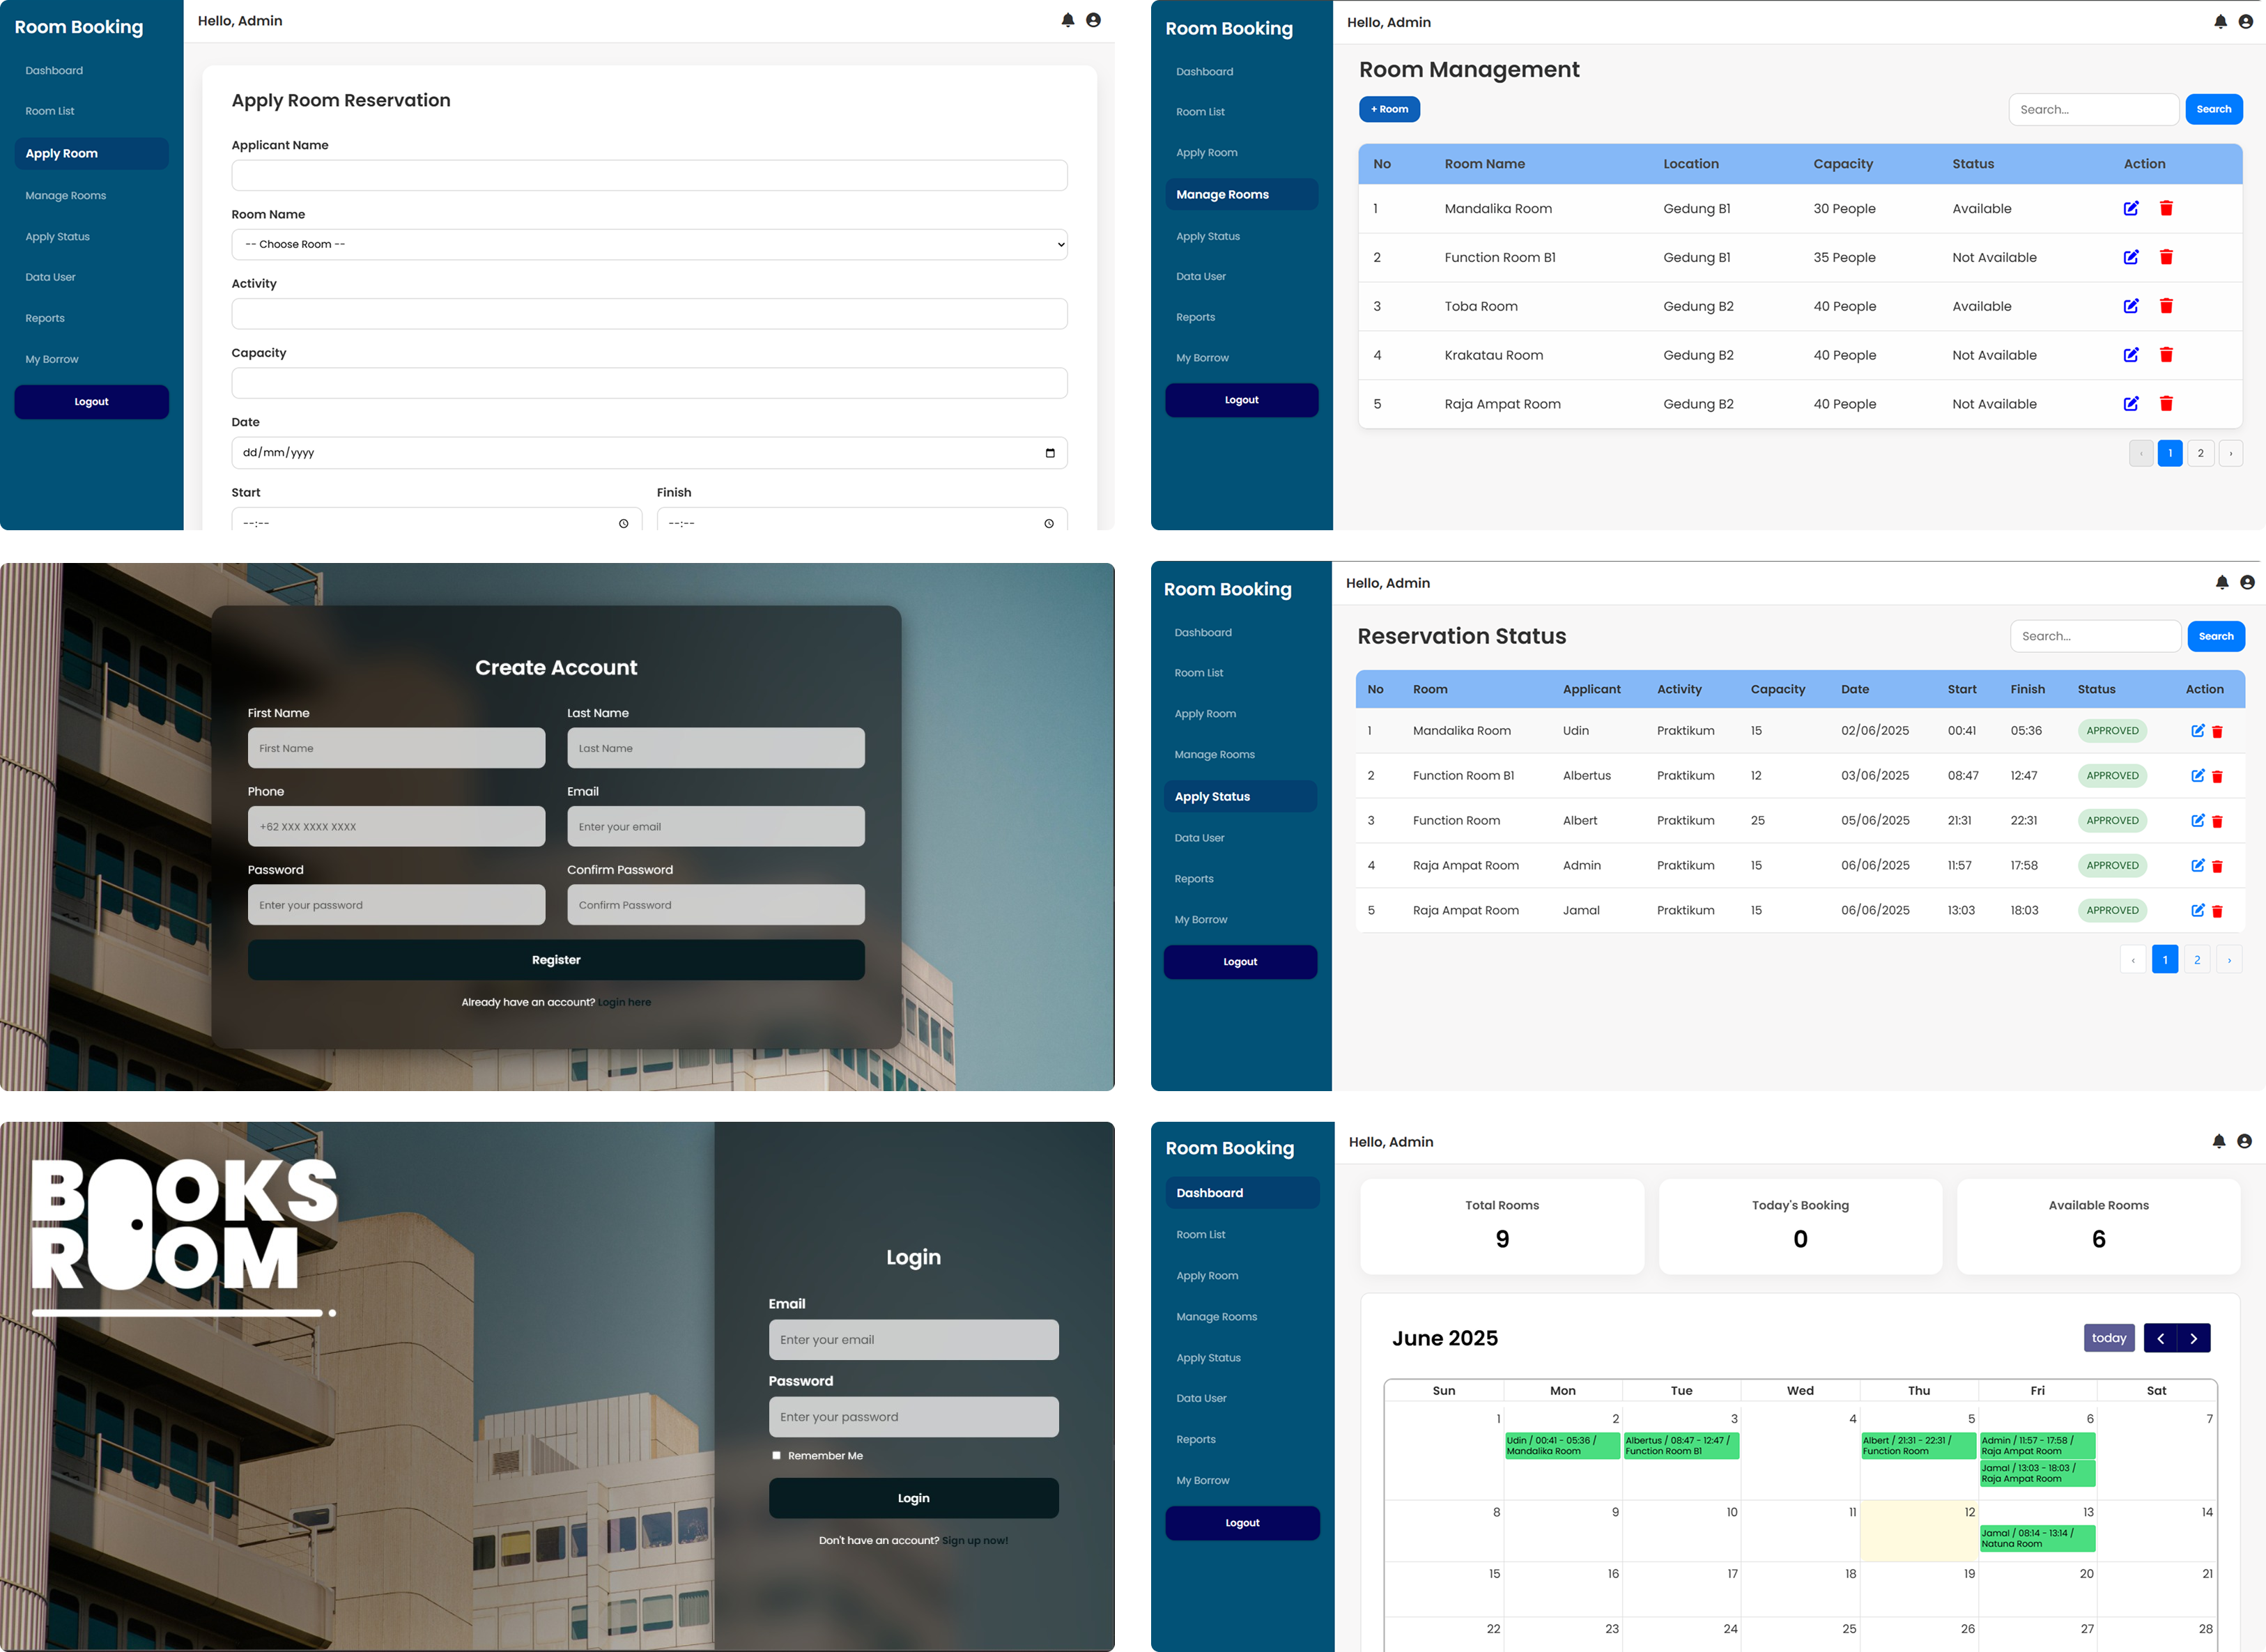 Room Booking
Dashboard
Room List
Apply Room
Manage Rooms
Apply Status
Data User
Reports
My Borrow
Logout
Hello, Admin
Apply Room Reservation
Applicant Name
Room Name
-- Choose Room --
Activity
Capacity
Date
dd/mm/yyyy
Start Finish
--:-- --:--
Room Booking
Dashboard
Room List
Apply Room
Manage Rooms
Apply Status
Data User
Reports
My Borrow
Logout
Hello, Admin
Room Management
+ Room Search... Search
No Room Name Location Capacity Status Action
1 Mandalika Room Gedung B1 30 People Available
2 Function Room B1 Gedung B1 35 People Not Available
3 Toba Room Gedung B2 40 People Available
4 Krakatau Room Gedung B2 40 People Not Available
5 Raja Ampat Room Gedung B2 40 People Not Available
‹ 1 2 ›
Create Account
First Name Last Name
First Name Last Name
Phone Email
+62 XXX XXXX XXXX Enter your email
Password Confirm Password
Enter your password Confirm Password
Register
Already have an account? Login here
Room Booking
Dashboard
Room List
Apply Room
Manage Rooms
Apply Status
Data User
Reports
My Borrow
Logout
Hello, Admin
Reservation Status Search... Search
No Room Applicant Activity Capacity Date Start Finish Status Action
1 Mandalika Room Udin Praktikum 15 02/06/2025 00:41 05:36 APPROVED
2 Function Room B1 Albertus Praktikum 12 03/06/2025 08:47 12:47 APPROVED
3 Function Room Albert Praktikum 25 05/06/2025 21:31 22:31 APPROVED
4 Raja Ampat Room Admin Praktikum 15 06/06/2025 11:57 17:58 APPROVED
5 Raja Ampat Room Jamal Praktikum 15 06/06/2025 13:03 18:03 APPROVED
‹ 1 2 ›
BOOKS
ROOM
Login
Email
Enter your email
Password
Enter your password
Remember Me
Login
Don't have an account? Sign up now!
Room Booking
Dashboard
Room List
Apply Room
Manage Rooms
Apply Status
Data User
Reports
My Borrow
Logout
Hello, Admin
Total Rooms Today's Booking Available Rooms
9 0 6
June 2025 today
Sun Mon Tue Wed Thu Fri Sat
1 2 3 4 5 6 7
Udin / 00:41 - 05:36 /
Mandalika Room
Albertus / 08:47 - 12:47 /
Function Room B1
Albert / 21:31 - 22:31 /
Function Room
Admin / 11:57 - 17:58 /
Raja Ampat Room
Jamal / 13:03 - 18:03 /
Raja Ampat Room
8 9 10 11 12 13 14
Jamal / 08:14 - 13:14 /
Natuna Room
15 16 17 18 19 20 21
22 23 24 25 26 27 28